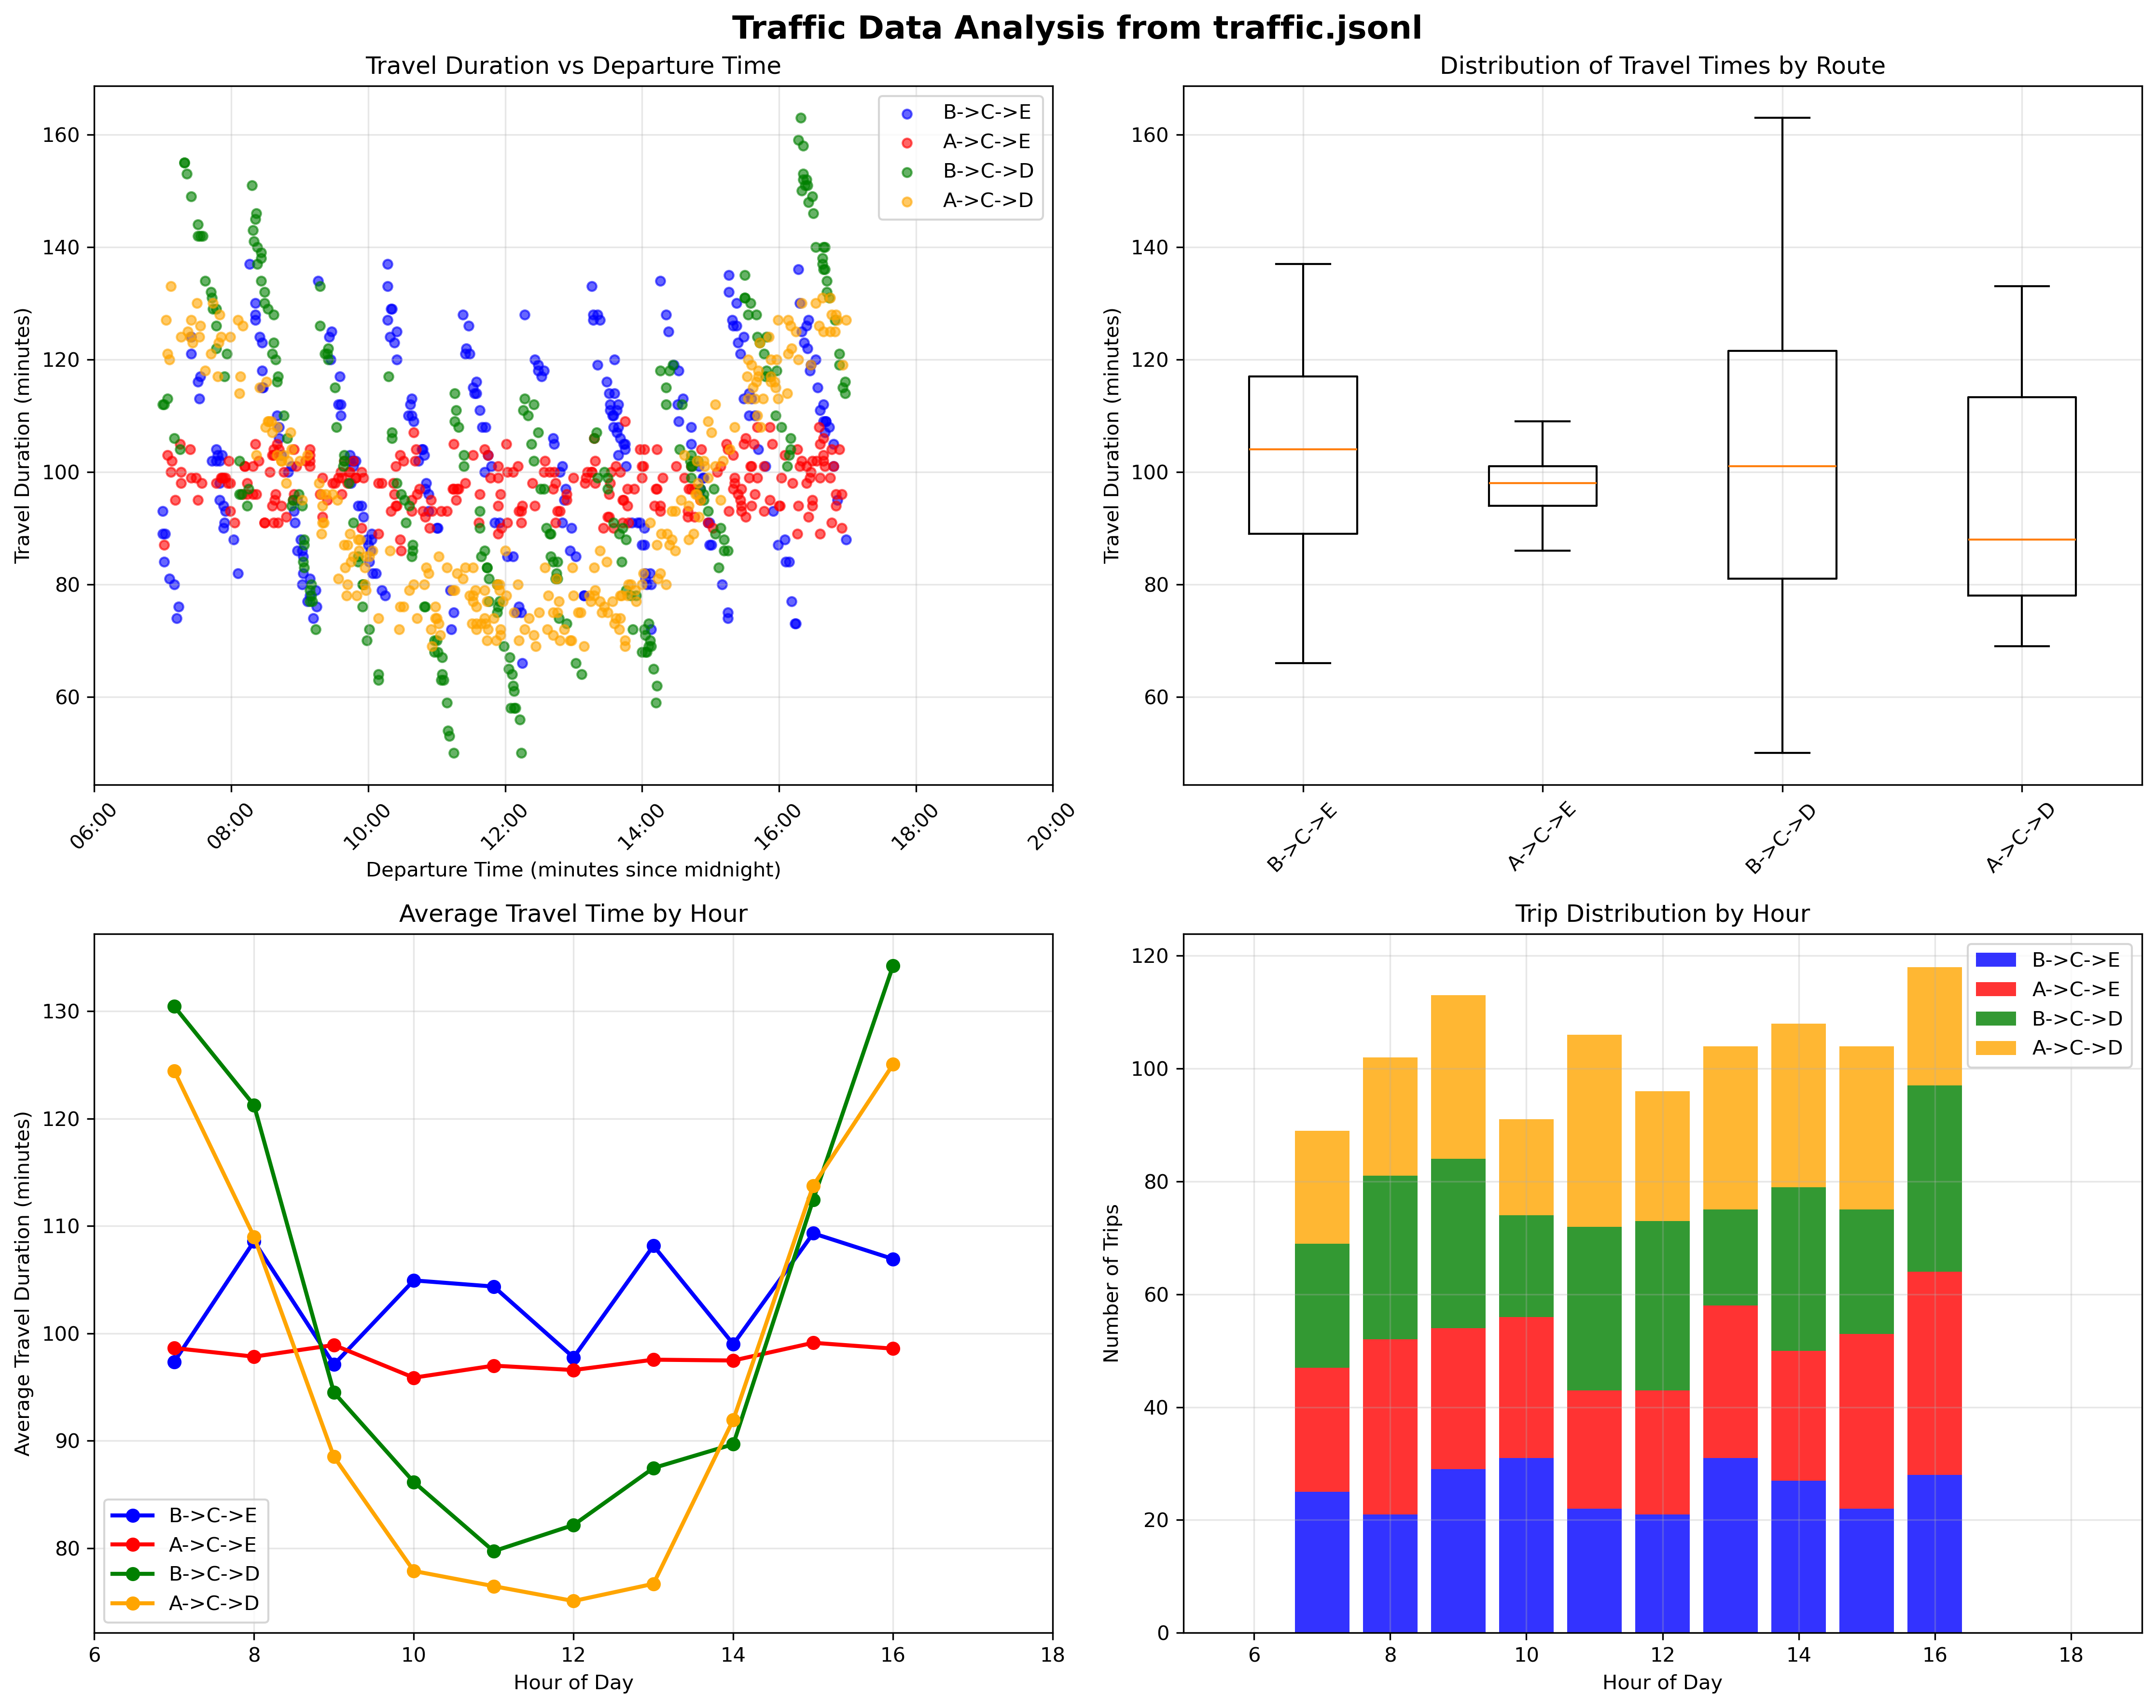 Traffic Data Analysis from traffic.jsonl
Travel Duration vs Departure Time
Travel Duration (minutes)
160
140
120
100
80
60
B->C->E
A->C->E
B->C->D
A->C->D
06:00
08:00
10:00
12:00
14:00
16:00
18:00
20:00
Departure Time (minutes since midnight)
Distribution of Travel Times by Route
Travel Duration (minutes)
160
140
120
100
80
60
B->C->E
A->C->E
B->C->D
A->C->D
Average Travel Time by Hour
Average Travel Duration (minutes)
130
120
110
100
90
80
B->C->E
A->C->E
B->C->D
A->C->D
6
8
10
12
14
16
18
Hour of Day
Trip Distribution by Hour
Number of Trips
120
100
80
60
40
20
0
B->C->E
A->C->E
B->C->D
A->C->D
6
8
10
12
14
16
18
Hour of Day